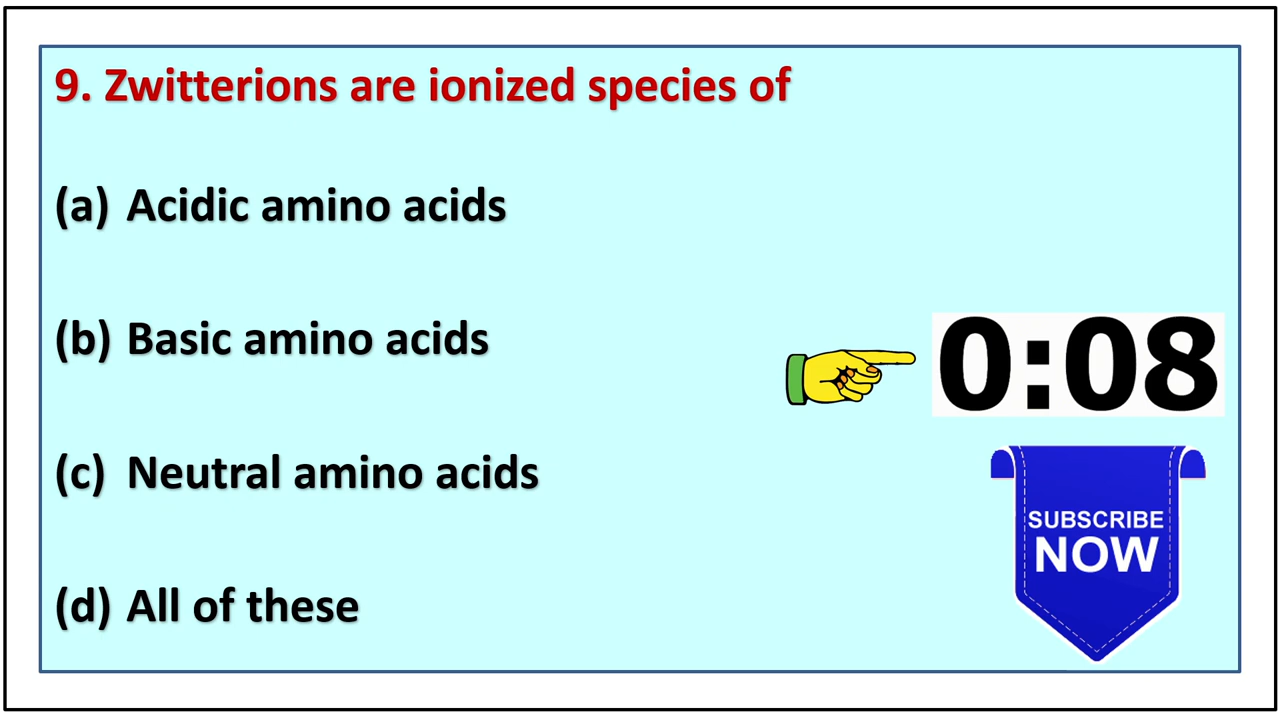 9. Zwitterions are ionized species of
(a) Acidic amino acids
(b) Basic amino acids
0:08
(c) Neutral amino acids
SUBSCRIBE
NOW
(d) All of these